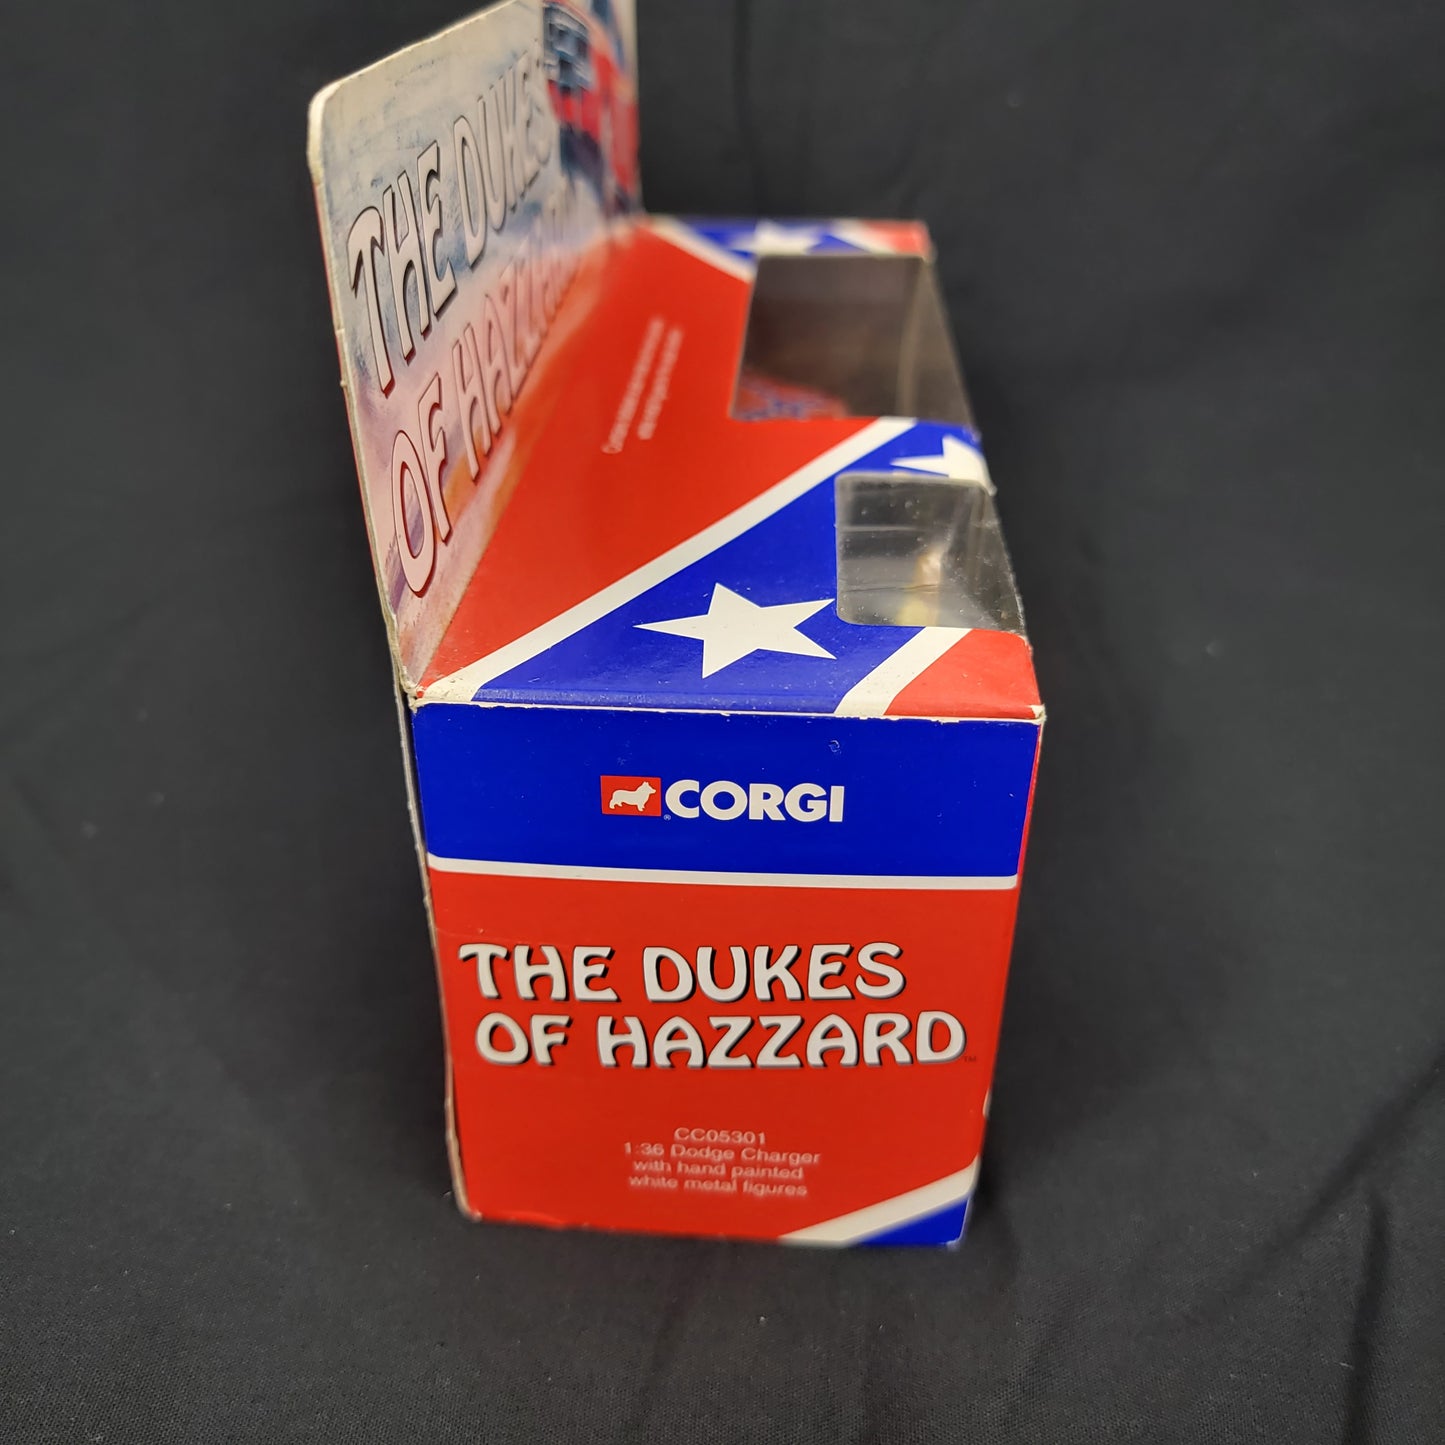 THE DUKES
OF HAZZARD
CORGI
®
THE DUKES
OF HAZZARD™
CC05301
1:36 Dodge Charger
with hand painted
white metal figures